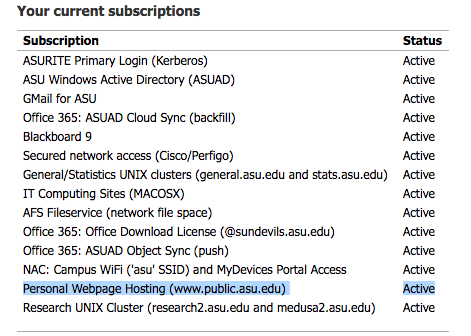 Your current subscriptions
Subscription Status
ASURITE Primary Login (Kerberos) Active
ASU Windows Active Directory (ASUAD) Active
GMail for ASU Active
Office 365: ASUAD Cloud Sync (backfill) Active
Blackboard 9 Active
Secured network access (Cisco/Perfigo) Active
General/Statistics UNIX clusters (general.asu.edu and stats.asu.edu) Active
IT Computing Sites (MACOSX) Active
AFS Fileservice (network file space) Active
Office 365: Office Download License (@sundevils.asu.edu) Active
Office 365: ASUAD Object Sync (push) Active
NAC: Campus WiFi ('asu' SSID) and MyDevices Portal Access Active
Personal Webpage Hosting (www.public.asu.edu) Active
Research UNIX Cluster (research2.asu.edu and medusa2.asu.edu) Active